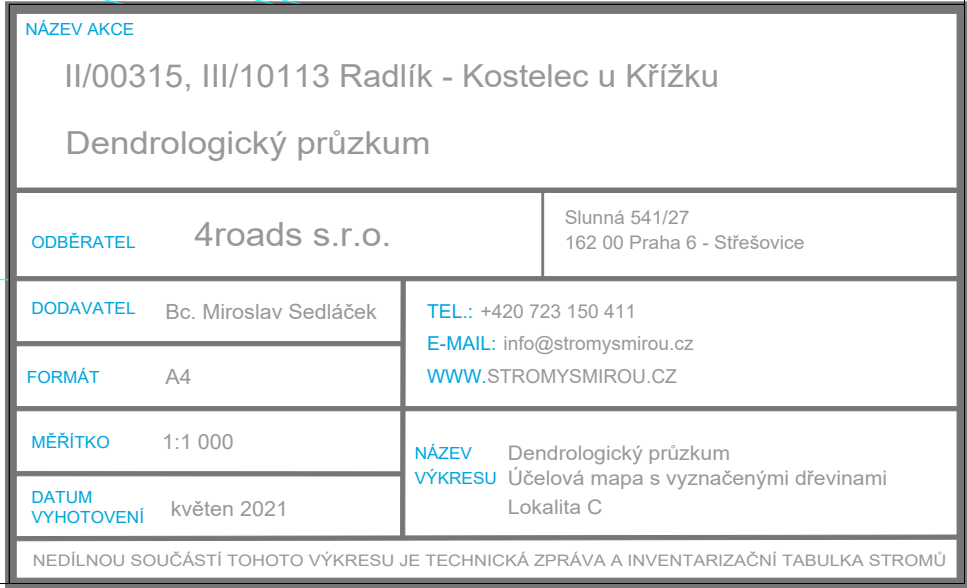 NÁZEV AKCE
II/00315, III/10113 Radlík - Kostelec u Křížku
Dendrologický průzkum
ODBĚRATEL 4roads s.r.o.
Slunná 541/27
162 00 Praha 6 - Střešovice
DODAVATEL Bc. Miroslav Sedláček
TEL.: +420 723 150 411
E-MAIL: info@stromysmirou.cz
WWW.STROMYSMIROU.CZ
FORMÁT A4
MĚŘÍTKO 1:1 000
DATUM
VYHOTOVENÍ květen 2021
NÁZEV Dendrologický průzkum
VÝKRESU Účelová mapa s vyznačenými dřevinami
Lokalita C
NEDÍLNOU SOUČÁSTÍ TOHOTO VÝKRESU JE TECHNICKÁ ZPRÁVA A INVENTARIZAČNÍ TABULKA STROMŮ